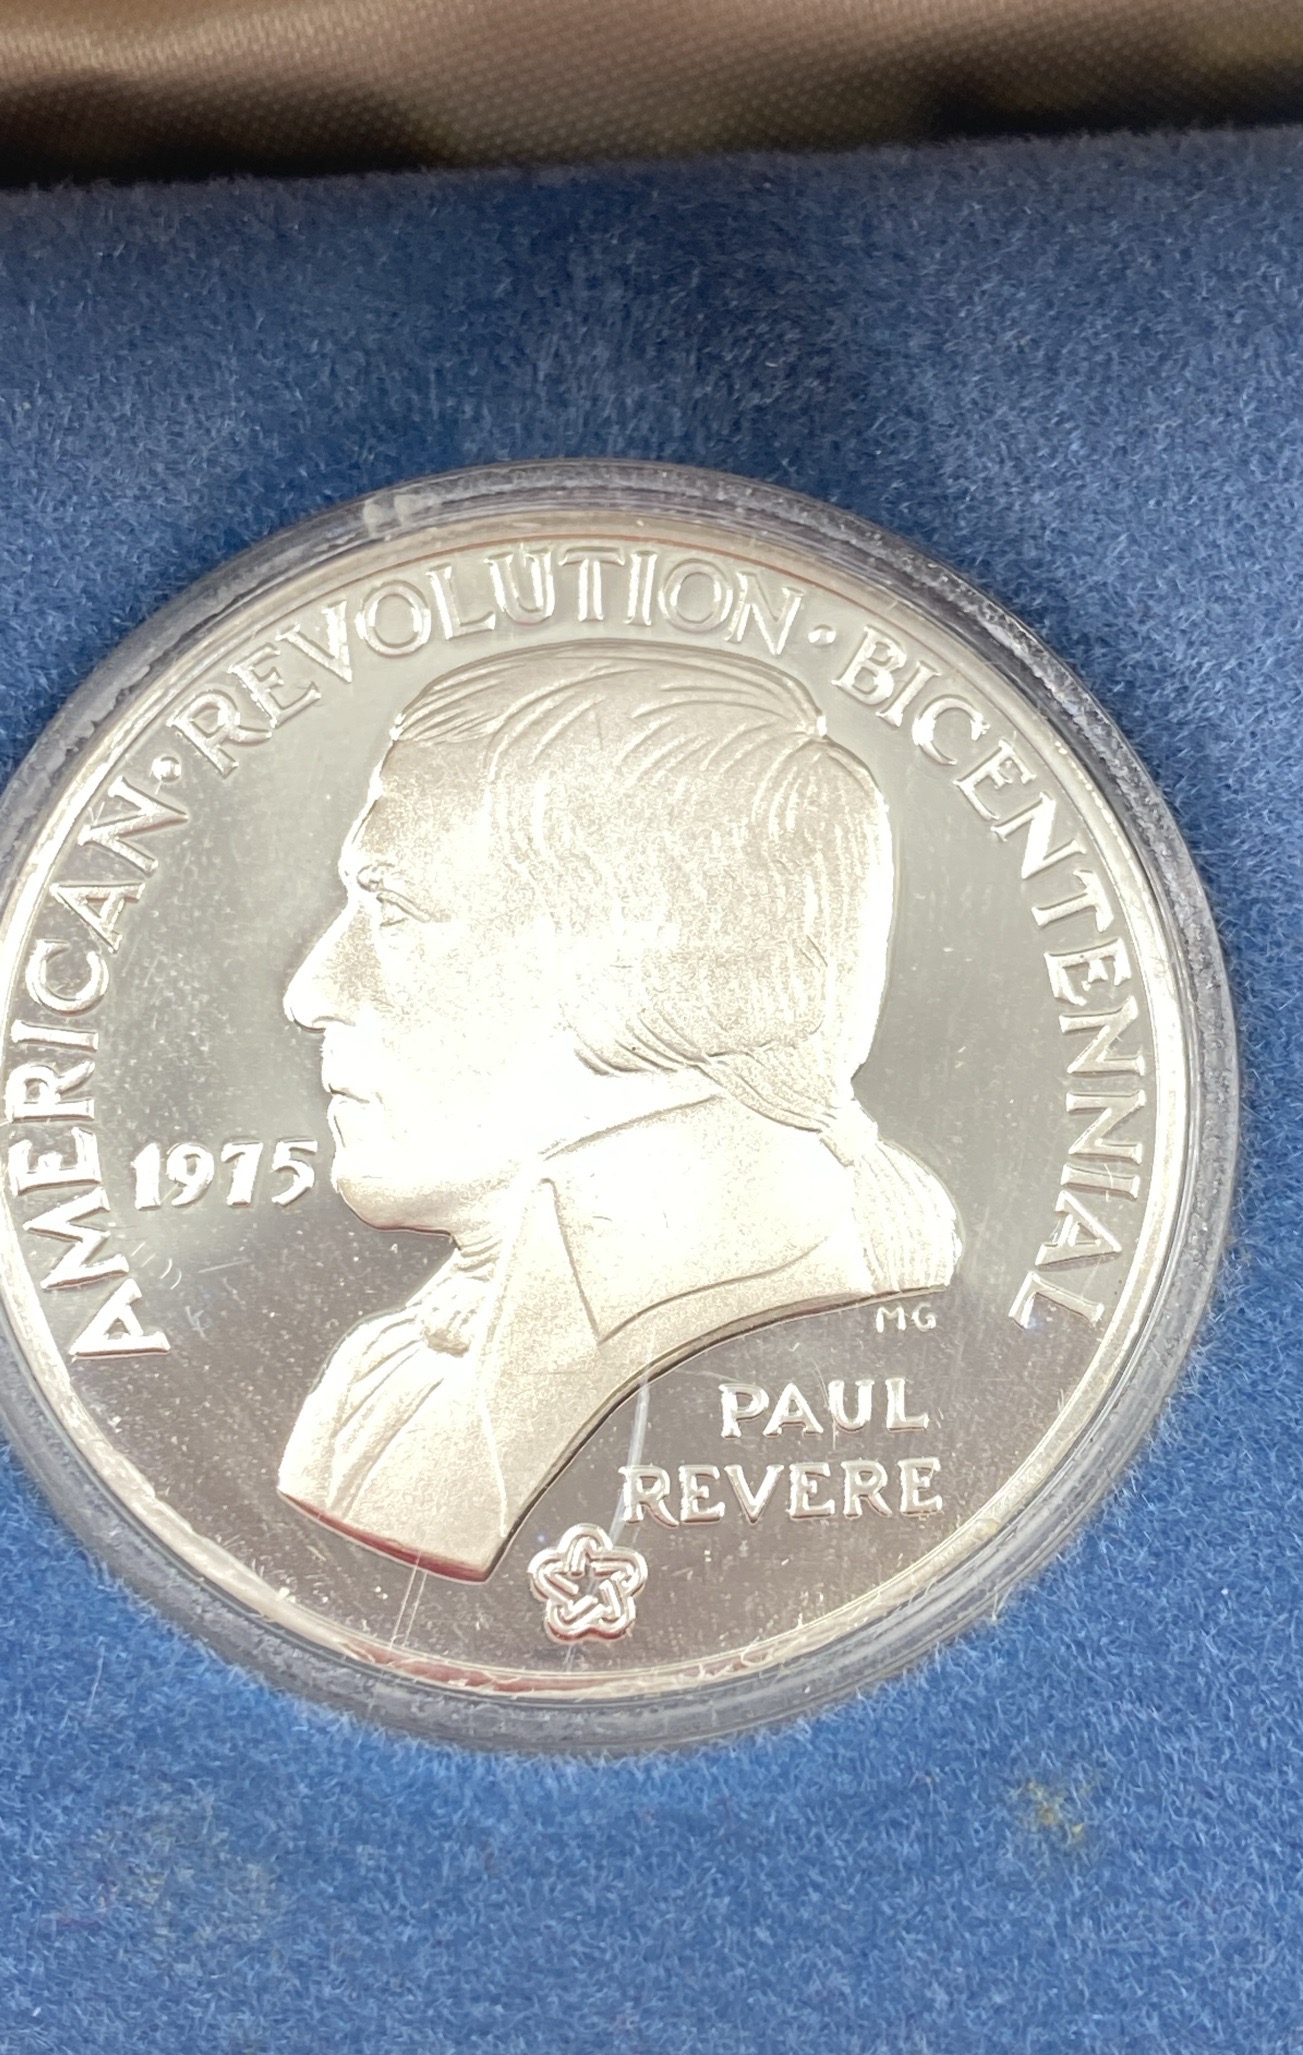 AMERICAN · REVOLUTION · BICENTENNIAL
1975
MG
PAUL
REVERE